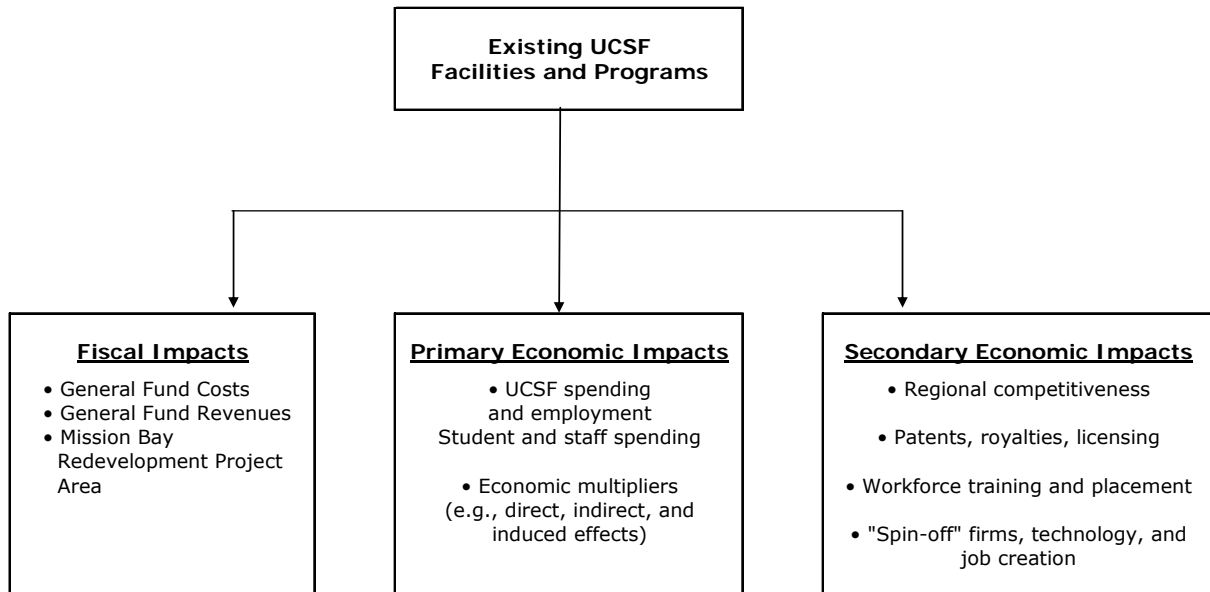 Existing UCSF
Facilities and Programs
Fiscal Impacts
• General Fund Costs
• General Fund Revenues
• Mission Bay
Redevelopment Project
Area
Primary Economic Impacts
• UCSF spending
and employment
Student and staff spending
• Economic multipliers
(e.g., direct, indirect, and
induced effects)
Secondary Economic Impacts
• Regional competitiveness
• Patents, royalties, licensing
• Workforce training and placement
• "Spin-off" firms, technology, and
job creation